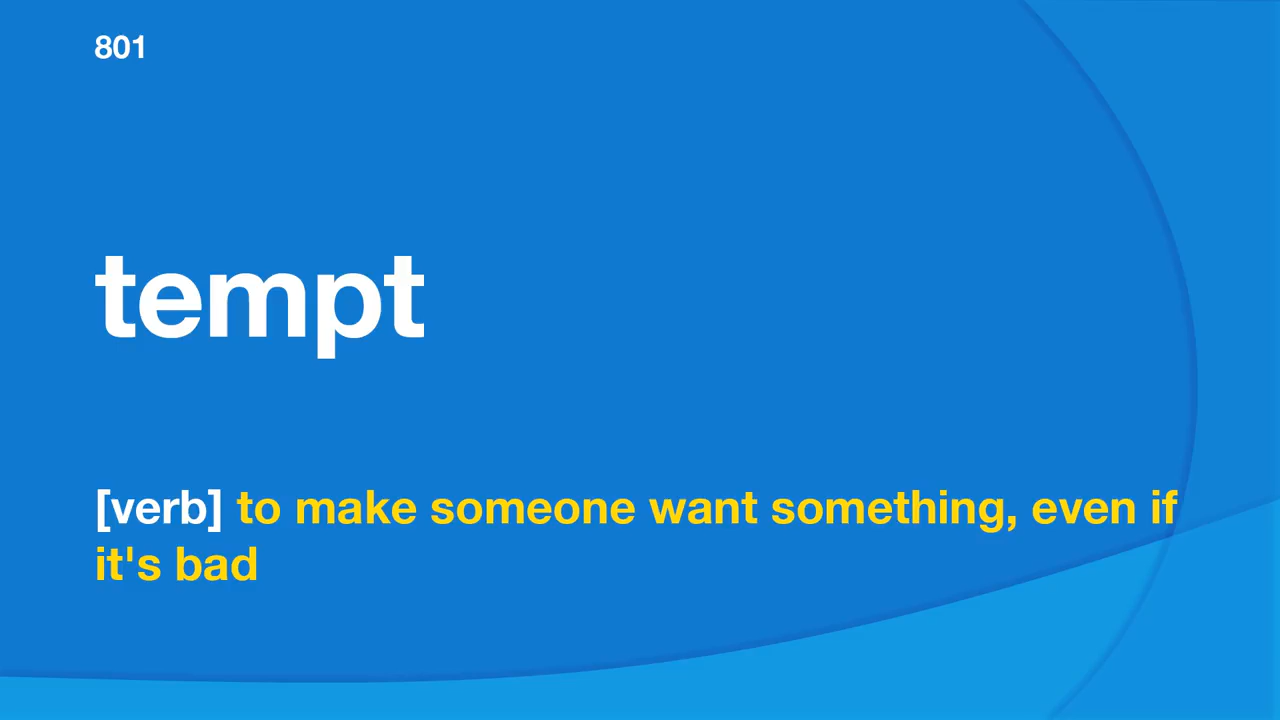 801
tempt
[verb] to make someone want something, even if
it's bad